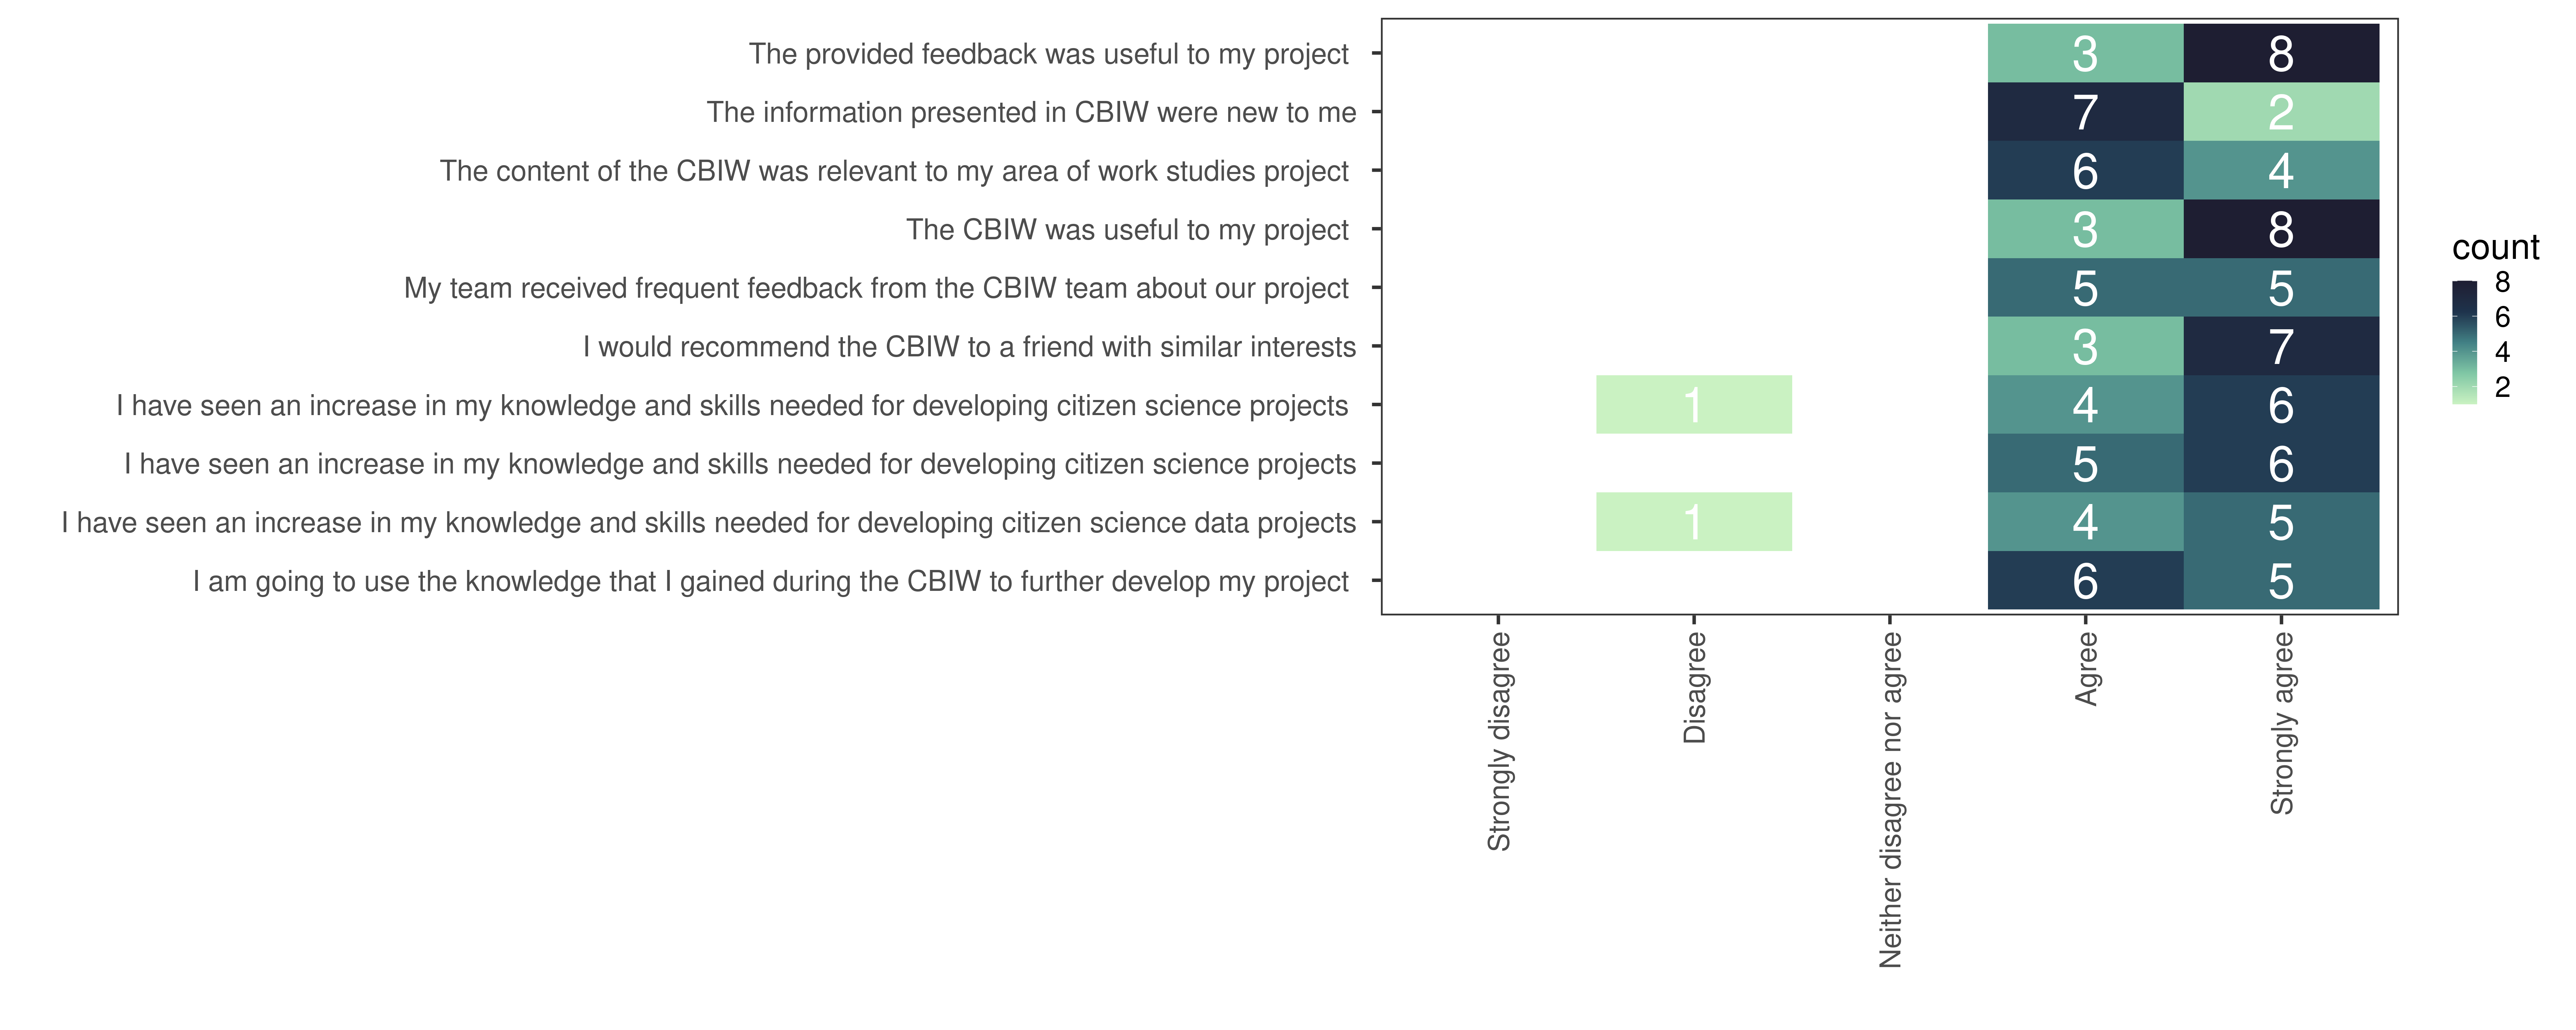 The provided feedback was useful to my project 3 8
The information presented in CBIW were new to me 7 2
The content of the CBIW was relevant to my area of work studies project 6 4
The CBIW was useful to my project 3 8
My team received frequent feedback from the CBIW team about our project 5 5
I would recommend the CBIW to a friend with similar interests 3 7
I have seen an increase in my knowledge and skills needed for developing citizen science projects 1 4 6
I have seen an increase in my knowledge and skills needed for developing citizen science projects 5 6
I have seen an increase in my knowledge and skills needed for developing citizen science data projects 1 4 5
I am going to use the knowledge that I gained during the CBIW to further develop my project 6 5
Strongly disagree
Disagree
Neither disagree nor agree
Agree
Strongly agree
count
8
6
4
2